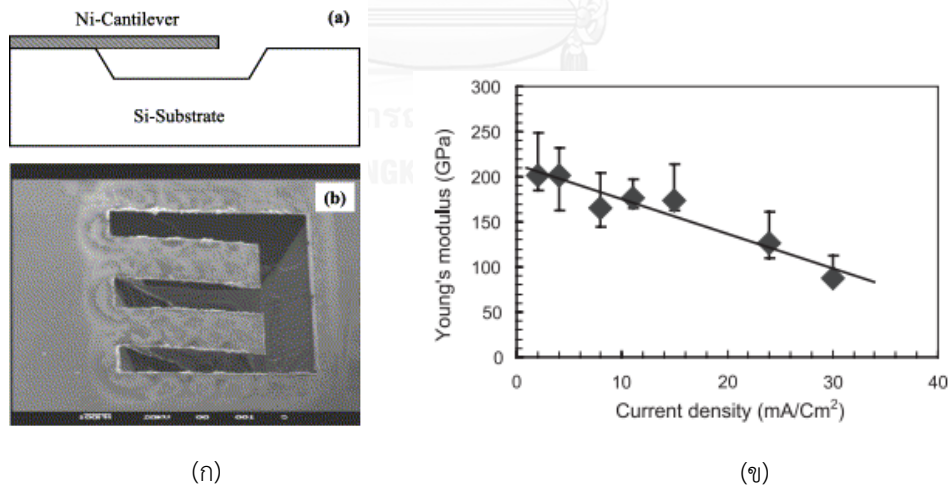 Ni-Cantilever
(a)
Si-Substrate
(b)
300
250
200
150
100
50
0
0
10
20
30
40
Young's modulus (GPa)
Current density (mA/Cm²)
(ก)
(ข)